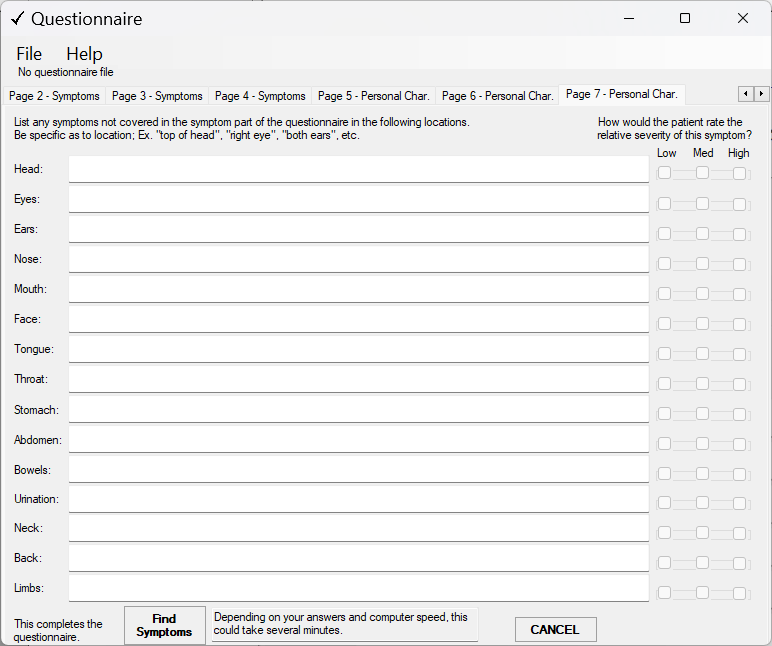 Questionnaire
File Help
No questionnaire file
Page 2 - Symptoms Page 3 - Symptoms Page 4 - Symptoms Page 5 - Personal Char. Page 6 - Personal Char. Page 7 - Personal Char.
List any symptoms not covered in the symptom part of the questionnaire in the following locations.
Be specific as to location; Ex. "top of head", "right eye", "both ears", etc.
How would the patient rate the
relative severity of this symptom?
Low Med High
Head:
Eyes:
Ears:
Nose:
Mouth:
Face:
Tongue:
Throat:
Stomach:
Abdomen:
Bowels:
Urination:
Neck:
Back:
Limbs:
This completes the
questionnaire.
Find
Symptoms
Depending on your answers and computer speed, this
could take several minutes.
CANCEL